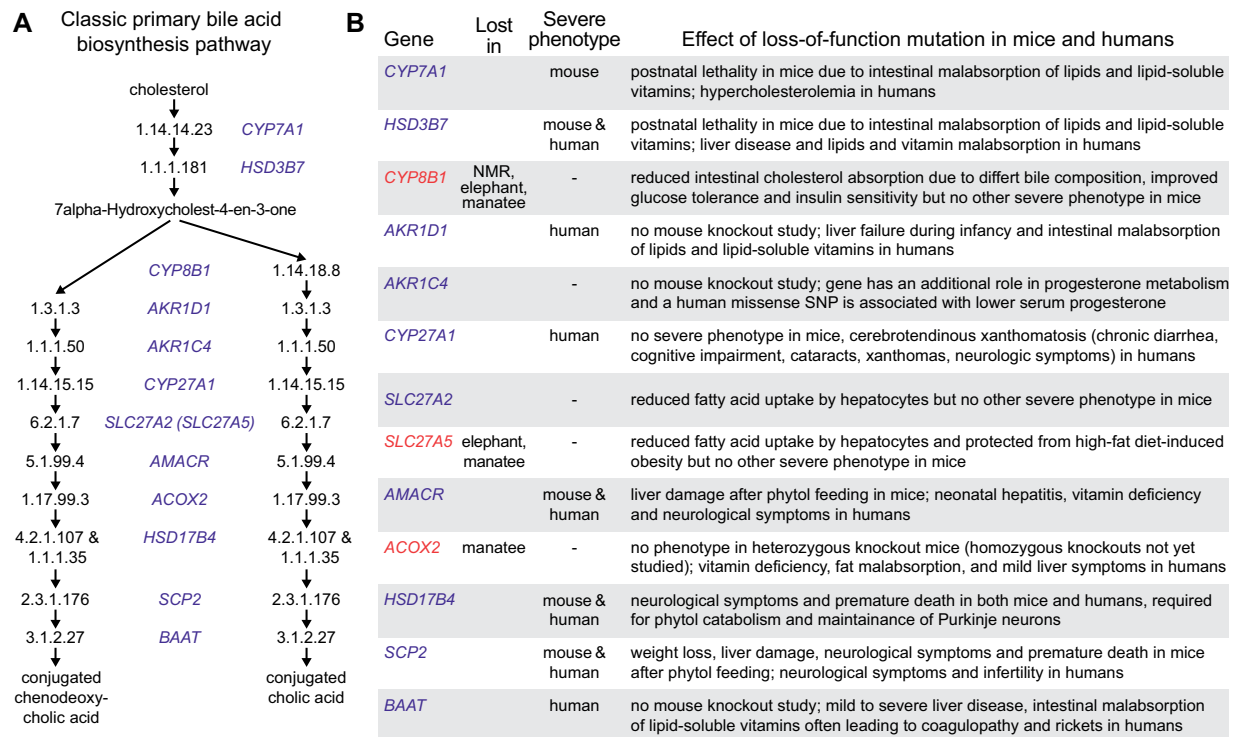 A
Classic primary bile acid
biosynthesis pathway
cholesterol
1.14.14.23 CYP7A1
1.1.1.181 HSD3B7
7alpha-Hydroxycholest-4-en-3-one
CYP8B1 1.14.18.8
1.3.1.3 AKR1D1 1.3.1.3
1.1.1.50 AKR1C4 1.1.1.50
1.14.15.15 CYP27A1 1.14.15.15
6.2.1.7 SLC27A2 (SLC27A5) 6.2.1.7
5.1.99.4 AMACR 5.1.99.4
1.17.99.3 ACOX2 1.17.99.3
4.2.1.107 & HSD17B4 4.2.1.107 &
1.1.1.35 1.1.1.35
2.3.1.176 SCP2 2.3.1.176
3.1.2.27 BAAT 3.1.2.27
conjugated conjugated
chenodeoxy- cholic acid
cholic acid
B
Gene Lost in Severe phenotype Effect of loss-of-function mutation in mice and humans
CYP7A1 mouse postnatal lethality in mice due to intestinal malabsorption of lipids and lipid-soluble
vitamins; hypercholesterolemia in humans
HSD3B7 mouse & human postnatal lethality in mice due to intestinal malabsorption of lipids and lipid-soluble
vitamins; liver disease and lipids and vitamin malabsorption in humans
CYP8B1 NMR, elephant, manatee - reduced intestinal cholesterol absorption due to differt bile composition, improved
glucose tolerance and insulin sensitivity but no other severe phenotype in mice
AKR1D1 human no mouse knockout study; liver failure during infancy and intestinal malabsorption
of lipids and lipid-soluble vitamins in humans
AKR1C4 - no mouse knockout study; gene has an additional role in progesterone metabolism
and a human missense SNP is associated with lower serum progesterone
CYP27A1 human no severe phenotype in mice, cerebrotendinous xanthomatosis (chronic diarrhea,
cognitive impairment, cataracts, xanthomas, neurologic symptoms) in humans
SLC27A2 - reduced fatty acid uptake by hepatocytes but no other severe phenotype in mice
SLC27A5 elephant, manatee - reduced fatty acid uptake by hepatocytes and protected from high-fat diet-induced
obesity but no other severe phenotype in mice
AMACR mouse & human liver damage after phytol feeding in mice; neonatal hepatitis, vitamin deficiency
and neurological symptoms in humans
ACOX2 manatee - no phenotype in heterozygous knockout mice (homozygous knockouts not yet
studied); vitamin deficiency, fat malabsorption, and mild liver symptoms in humans
HSD17B4 mouse & human neurological symptoms and premature death in both mice and humans, required
for phytol catabolism and maintainance of Purkinje neurons
SCP2 mouse & human weight loss, liver damage, neurological symptoms and premature death in mice
after phytol feeding; neurological symptoms and infertility in humans
BAAT human no mouse knockout study; mild to severe liver disease, intestinal malabsorption
of lipid-soluble vitamins often leading to coagulopathy and rickets in humans